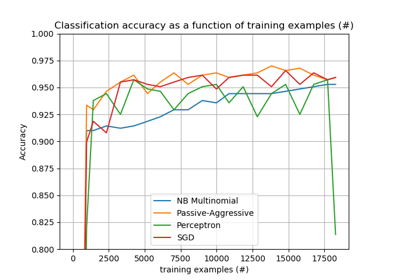 Classification accuracy as a function of training examples (#)
1.000
0.975
0.950
0.925
0.900
0.875
0.850
0.825
0.800
Accuracy
NB Multinomial
Passive-Aggressive
Perceptron
SGD
0 2500 5000 7500 10000 12500 15000 17500
training examples (#)